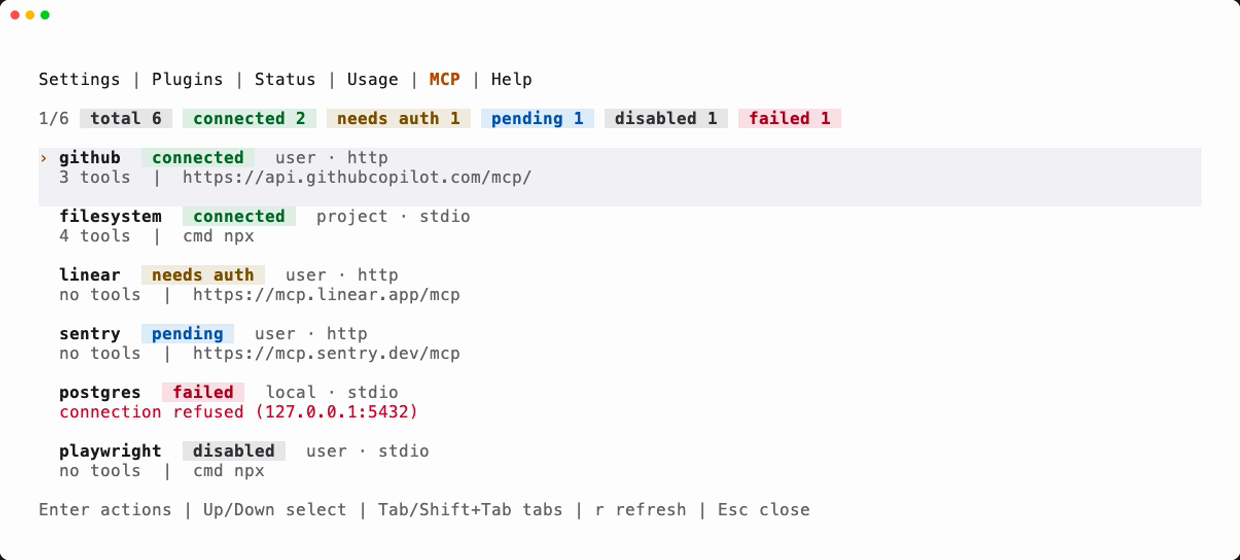 Settings | Plugins | Status | Usage | MCP | Help
1/6 total 6 connected 2 needs auth 1 pending 1 disabled 1 failed 1
› github connected user · http
3 tools | https://api.githubcopilot.com/mcp/
filesystem connected project · stdio
4 tools | cmd npx
linear needs auth user · http
no tools | https://mcp.linear.app/mcp
sentry pending user · http
no tools | https://mcp.sentry.dev/mcp
postgres failed local · stdio
connection refused (127.0.0.1:5432)
playwright disabled user · stdio
no tools | cmd npx
Enter actions | Up/Down select | Tab/Shift+Tab tabs | r refresh | Esc close